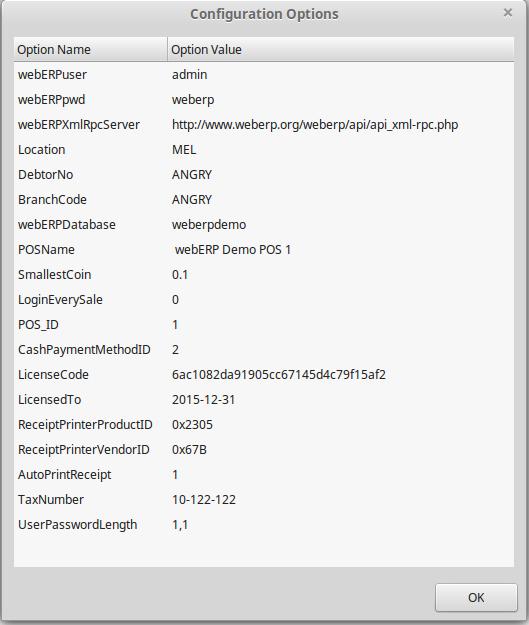 Configuration Options
Option Name Option Value
webERPuser admin
webERPpwd weberp
webERPXmlRpcServer http://www.weberp.org/weberp/api/api_xml-rpc.php
Location MEL
DebtorNo ANGRY
BranchCode ANGRY
webERPDatabase weberpdemo
POSName webERP Demo POS 1
SmallestCoin 0.1
LoginEverySale 0
POS_ID 1
CashPaymentMethodID 2
LicenseCode 6ac1082da91905cc67145d4c79f15af2
LicensedTo 2015-12-31
ReceiptPrinterProductID 0x2305
ReceiptPrinterVendorID 0x67B
AutoPrintReceipt 1
TaxNumber 10-122-122
UserPasswordLength 1,1
OK